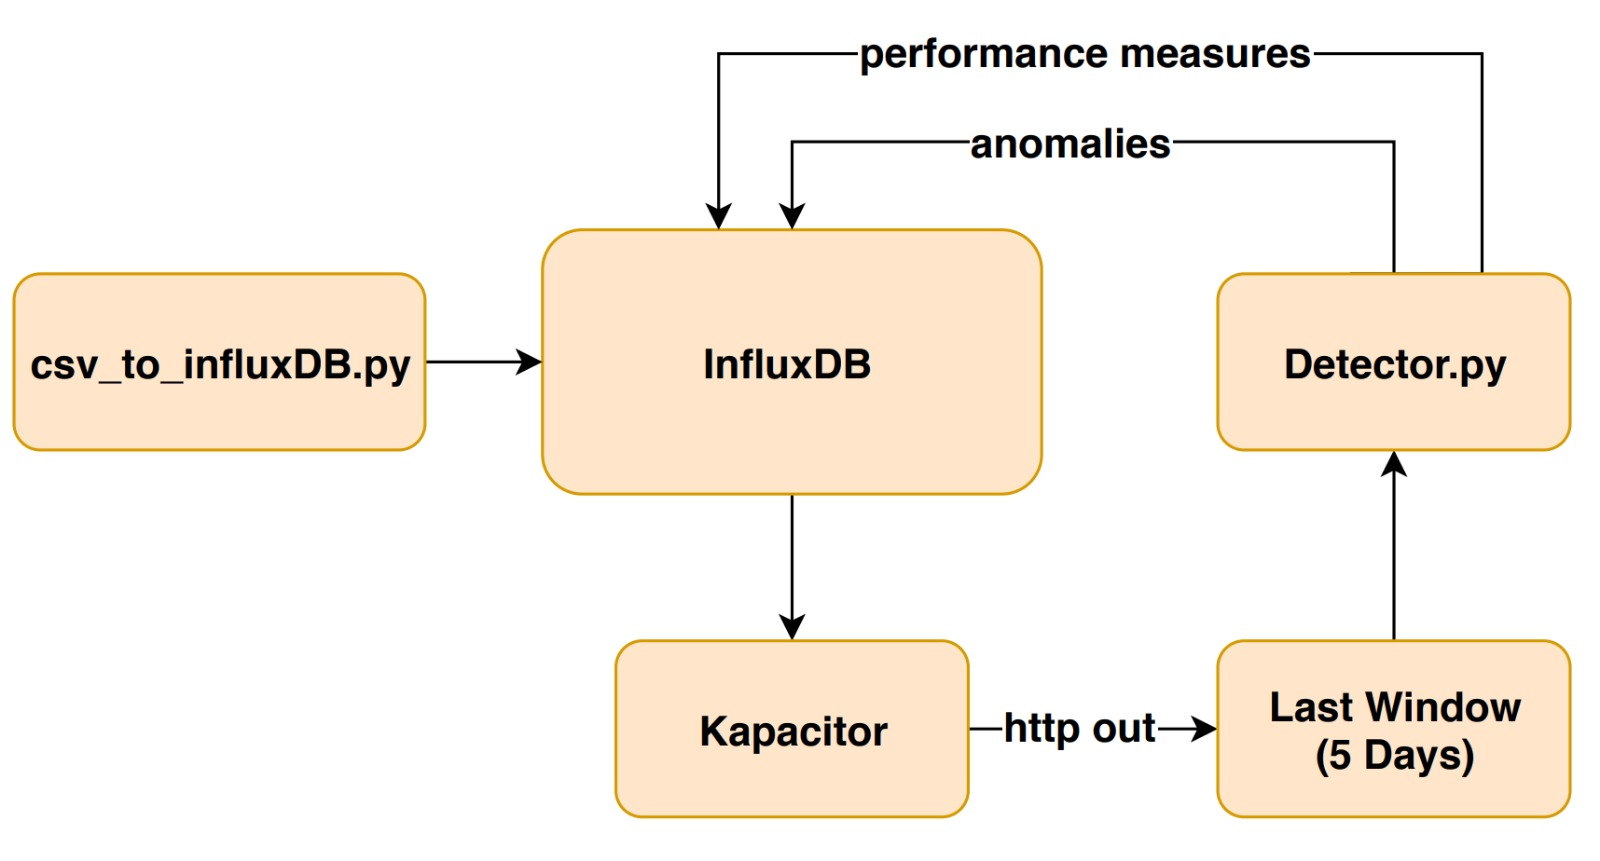 performance measures
anomalies
csv_to_influxDB.py
InfluxDB
Detector.py
Kapacitor
http out
Last Window
(5 Days)